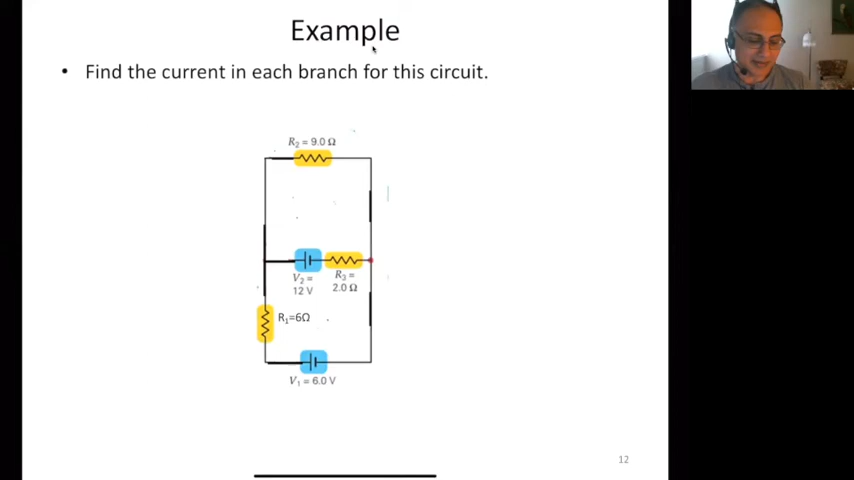 Example
• Find the current in each branch for this circuit.
R₂ = 9.0 Ω
V₂ =
12 V
R₃ =
2.0 Ω
R₁=6Ω
V₁ = 6.0 V
12